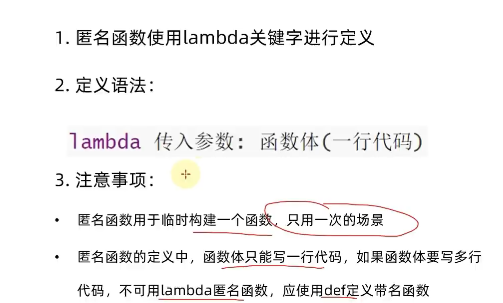 1. 匿名函数使用lambda关键字进行定义
2. 定义语法：
lambda 传入参数: 函数体(一行代码)
3. 注意事项：
• 匿名函数用于临时构建一个函数，只用一次的场景
• 匿名函数的定义中，函数体只能写一行代码，如果函数体要写多行
代码，不可用lambda匿名函数，应使用def定义带名函数